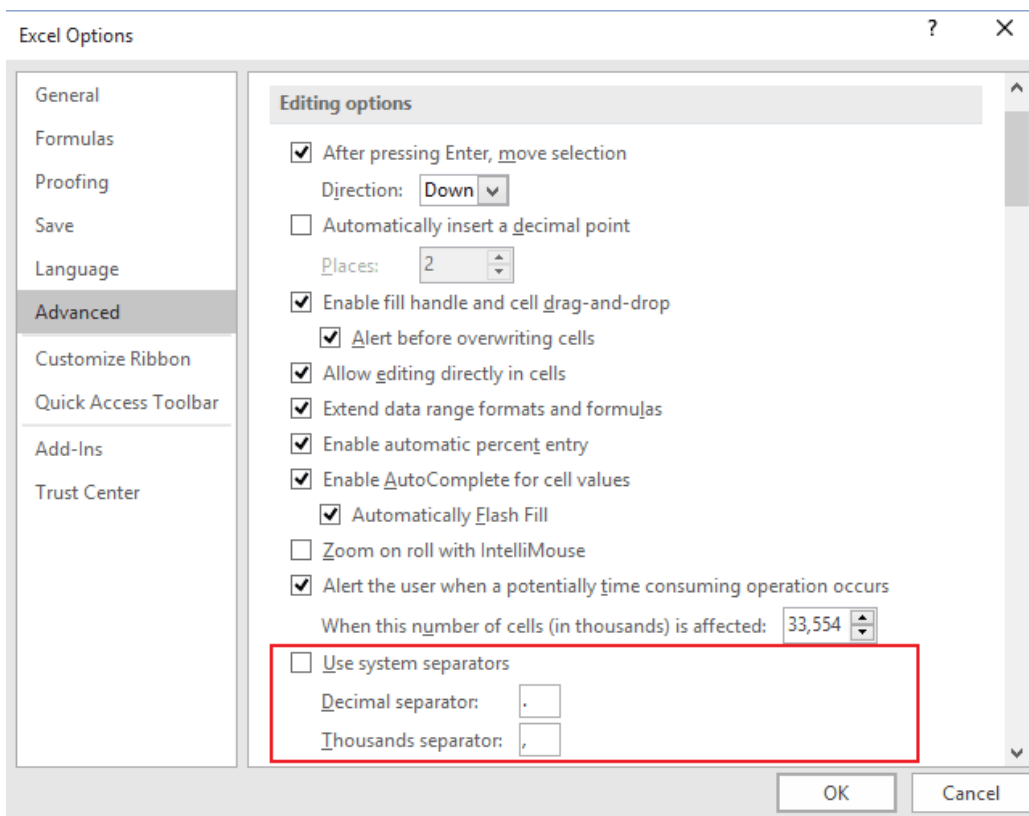 Excel Options
?
General
Formulas
Proofing
Save
Language
Advanced
Customize Ribbon
Quick Access Toolbar
Add-Ins
Trust Center
Editing options
After pressing Enter, move selection
Direction: Down
Automatically insert a decimal point
Places: 2
Enable fill handle and cell drag-and-drop
Alert before overwriting cells
Allow editing directly in cells
Extend data range formats and formulas
Enable automatic percent entry
Enable AutoComplete for cell values
Automatically Flash Fill
Zoom on roll with IntelliMouse
Alert the user when a potentially time consuming operation occurs
When this number of cells (in thousands) is affected: 33,554
Use system separators
Decimal separator: .
Thousands separator: ,
OK
Cancel